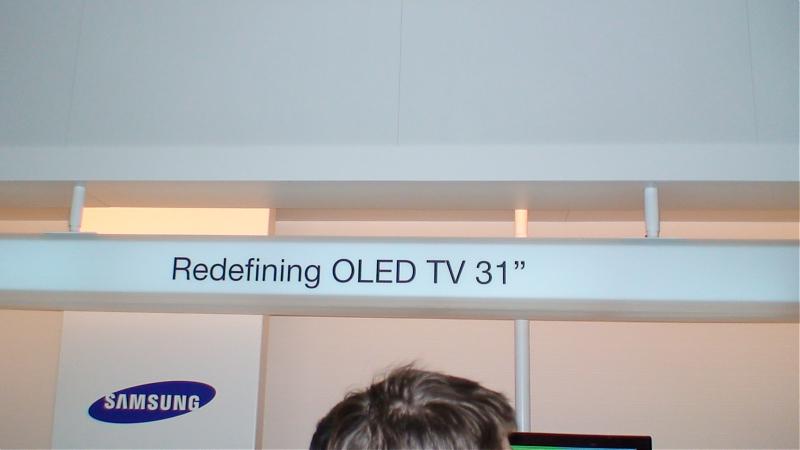 Redefining OLED TV 31”
SAMSUNG